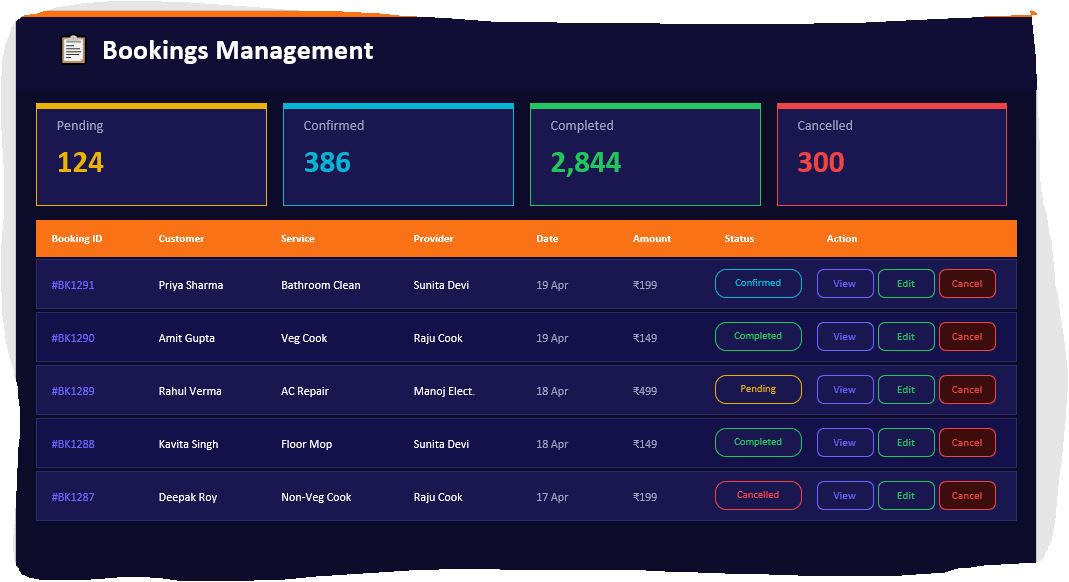 Bookings Management
Pending Confirmed Completed Cancelled
124 386 2,844 300
Booking ID Customer Service Provider Date Amount Status Action
#BK1291 Priya Sharma Bathroom Clean Sunita Devi 19 Apr ₹199 Confirmed View Edit Cancel
#BK1290 Amit Gupta Veg Cook Raju Cook 19 Apr ₹149 Completed View Edit Cancel
#BK1289 Rahul Verma AC Repair Manoj Elect. 18 Apr ₹499 Pending View Edit Cancel
#BK1288 Kavita Singh Floor Mop Sunita Devi 18 Apr ₹149 Completed View Edit Cancel
#BK1287 Deepak Roy Non-Veg Cook Raju Cook 17 Apr ₹199 Cancelled View Edit Cancel